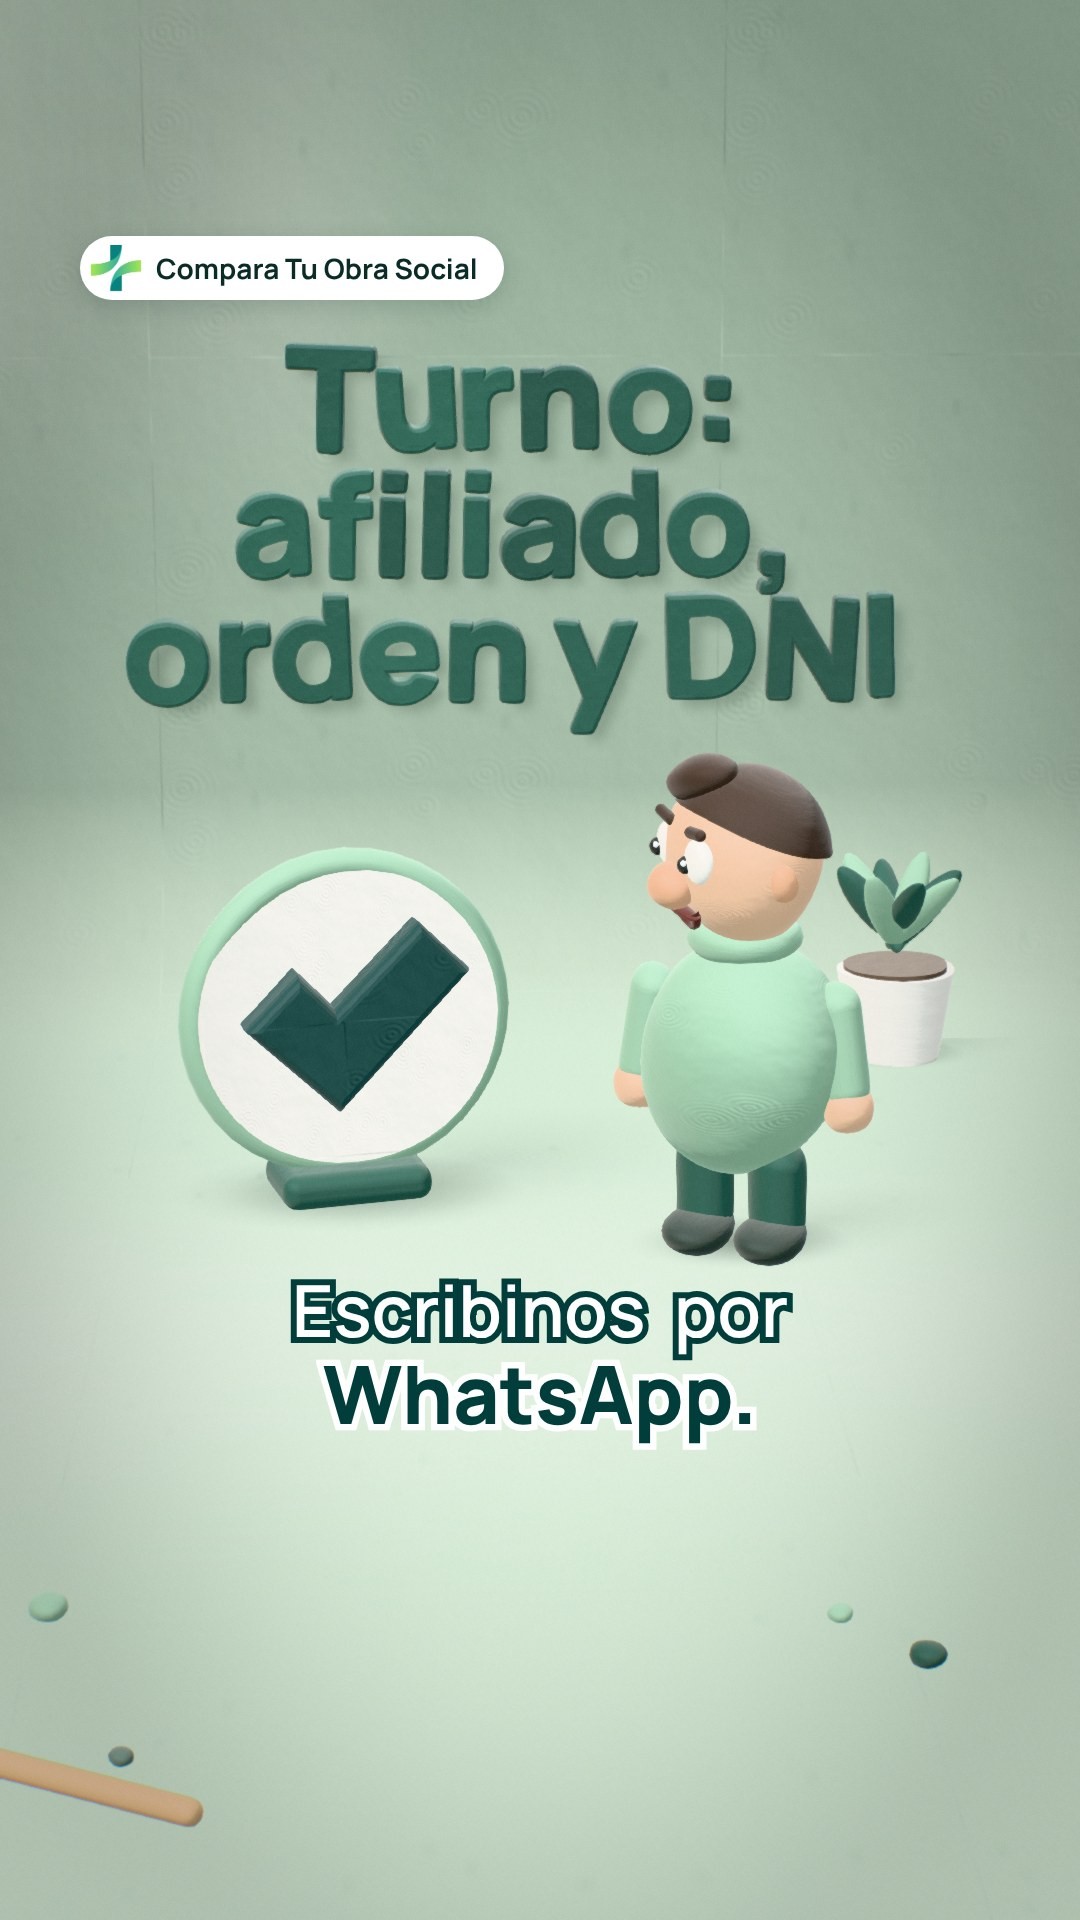 Compara Tu Obra Social
Turno:
afiliado,
orden y DNI
Escribinos por
WhatsApp.